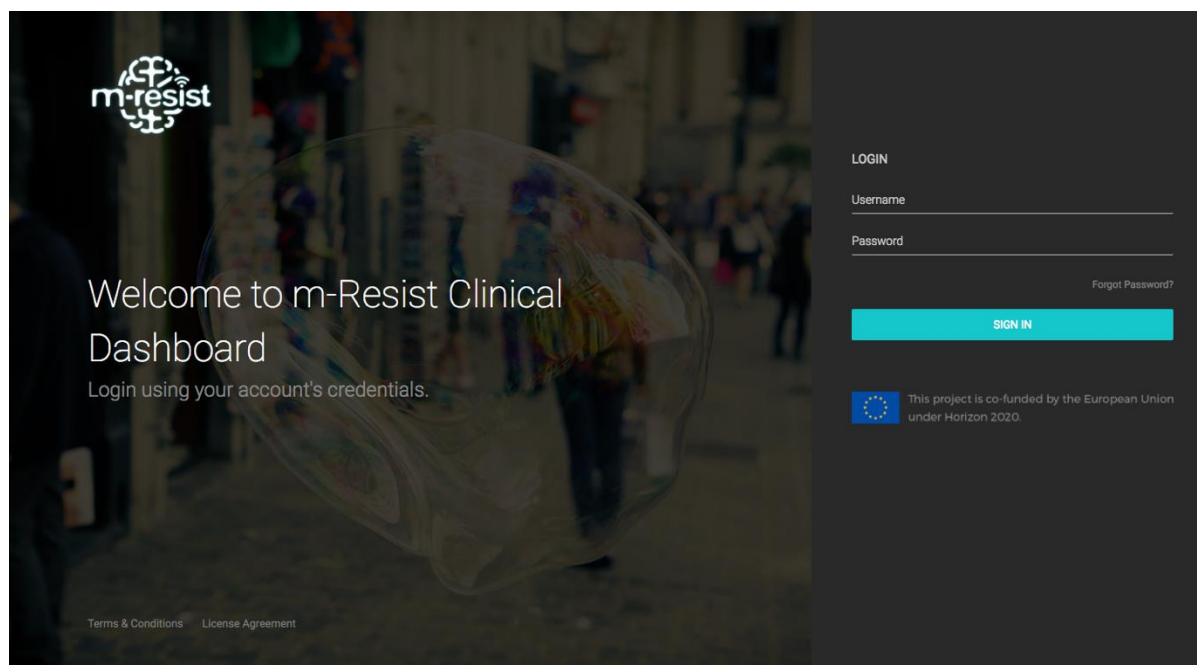 m-resist
Welcome to m-Resist Clinical
Dashboard
Login using your account's credentials.
Terms & Conditions License Agreement
LOGIN
Username
Password
Forgot Password?
SIGN IN
This project is co-funded by the European Union
under Horizon 2020.